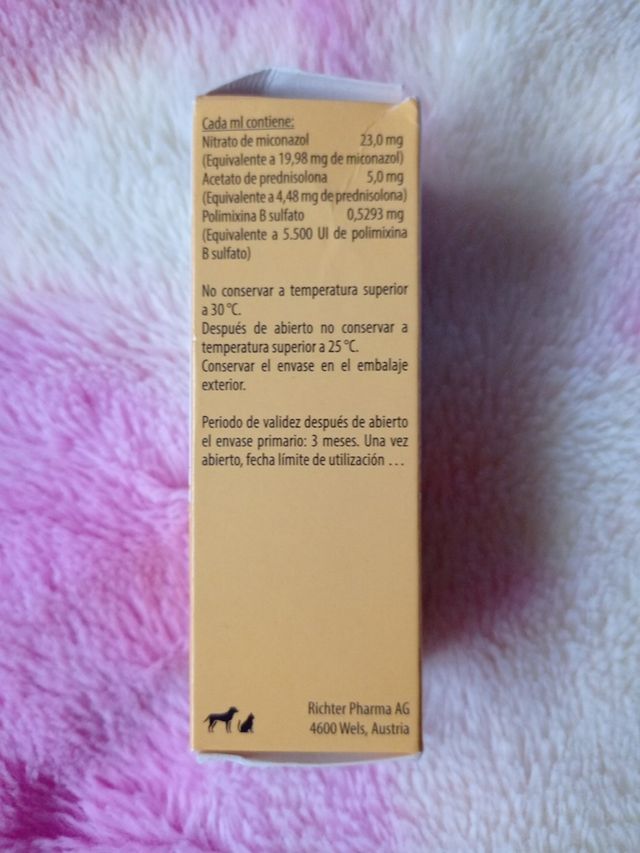 Cada ml contiene:
Nitrato de miconazol 23,0 mg
(Equivalente a 19,98 mg de miconazol)
Acetato de prednisolona 5,0 mg
(Equivalente a 4,48 mg de prednisolona)
Polimixina B sulfato 0,5293 mg
(Equivalente a 5.500 UI de polimixina
B sulfato)
No conservar a temperatura superior
a 30 °C.
Después de abierto no conservar a
temperatura superior a 25 °C.
Conservar el envase en el embalaje
exterior.
Periodo de validez después de abierto
el envase primario: 3 meses. Una vez
abierto, fecha límite de utilización ...
Richter Pharma AG
4600 Wels, Austria